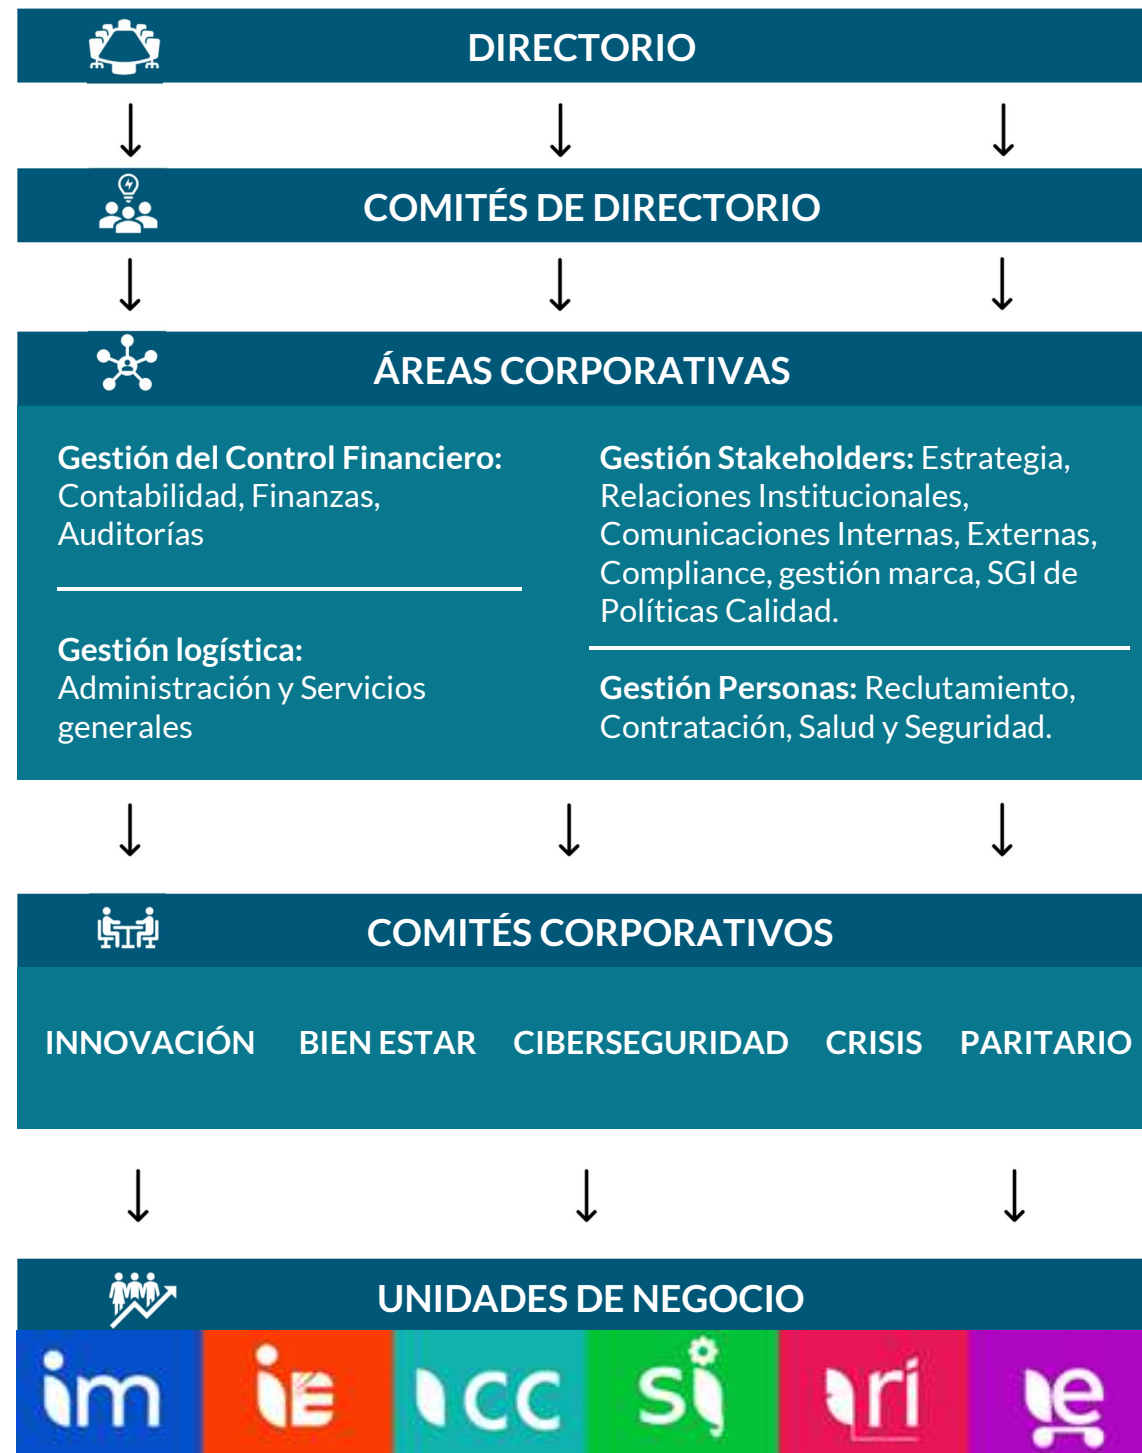 DIRECTORIO
COMITÉS DE DIRECTORIO
ÁREAS CORPORATIVAS
Gestión del Control Financiero:
Contabilidad, Finanzas,
Auditorías
Gestión logística:
Administración y Servicios
generales
Gestión Stakeholders: Estrategia,
Relaciones Institucionales,
Comunicaciones Internas, Externas,
Compliance, gestión marca, SGI de
Políticas Calidad.
Gestión Personas: Reclutamiento,
Contratación, Salud y Seguridad.
COMITÉS CORPORATIVOS
INNOVACIÓN BIEN ESTAR CIBERSEGURIDAD CRISIS PARITARIO
UNIDADES DE NEGOCIO
im iE cc si rí e